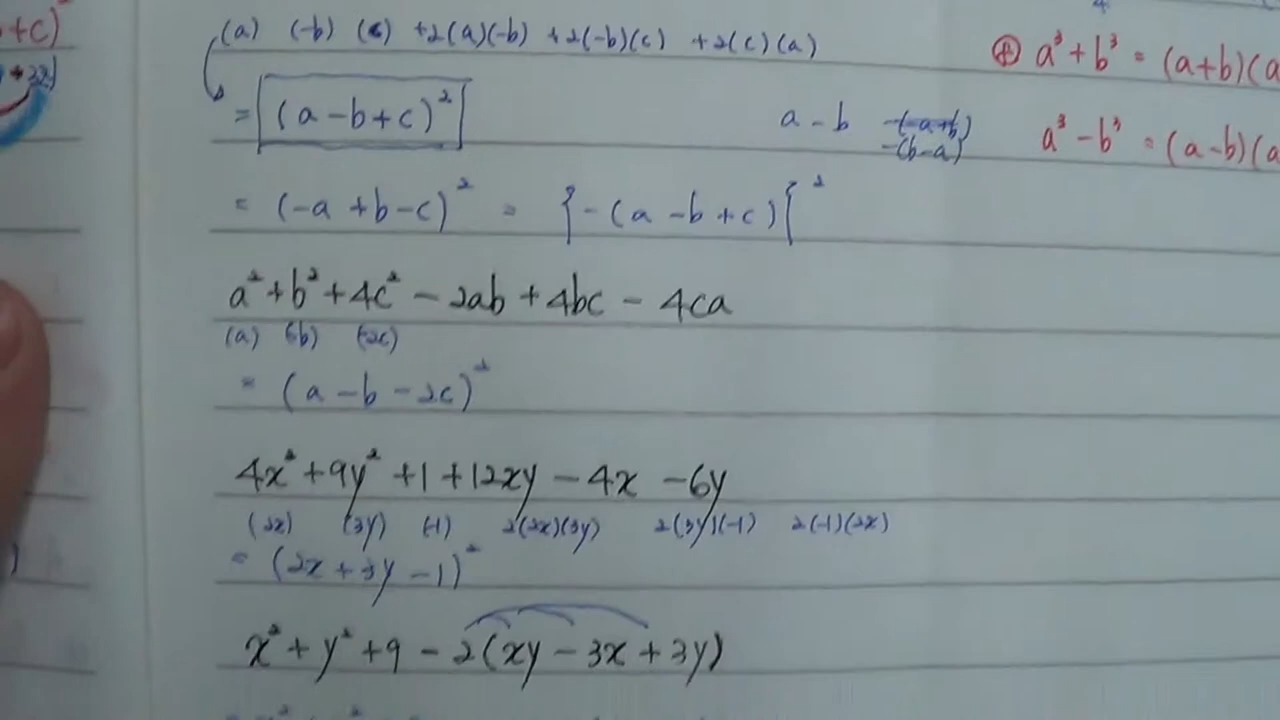 +c)²
+2a)
(a) (-b) (c) +2(a)(-b) +2(-b)(c) +2(c)(a)
= (a-b+c)²
a-b -(-a+b)
-(b-a)
= (-a+b-c)² = {-(a-b+c)}²
⊕ a³+b³ = (a+b)(a
a³-b³ = (a-b)(a
a²+b²+4c²-2ab+4bc-4ca
(a) (-b) (-2c)
= (a-b-2c)²
4x²+9y²+1+12xy-4x-6y
(2x) (3y) (-1) 2(2x)(3y) 2(3y)(-1) 2(-1)(2x)
= (2x+3y-1)²
x²+y²+9-2(xy-3x+3y)